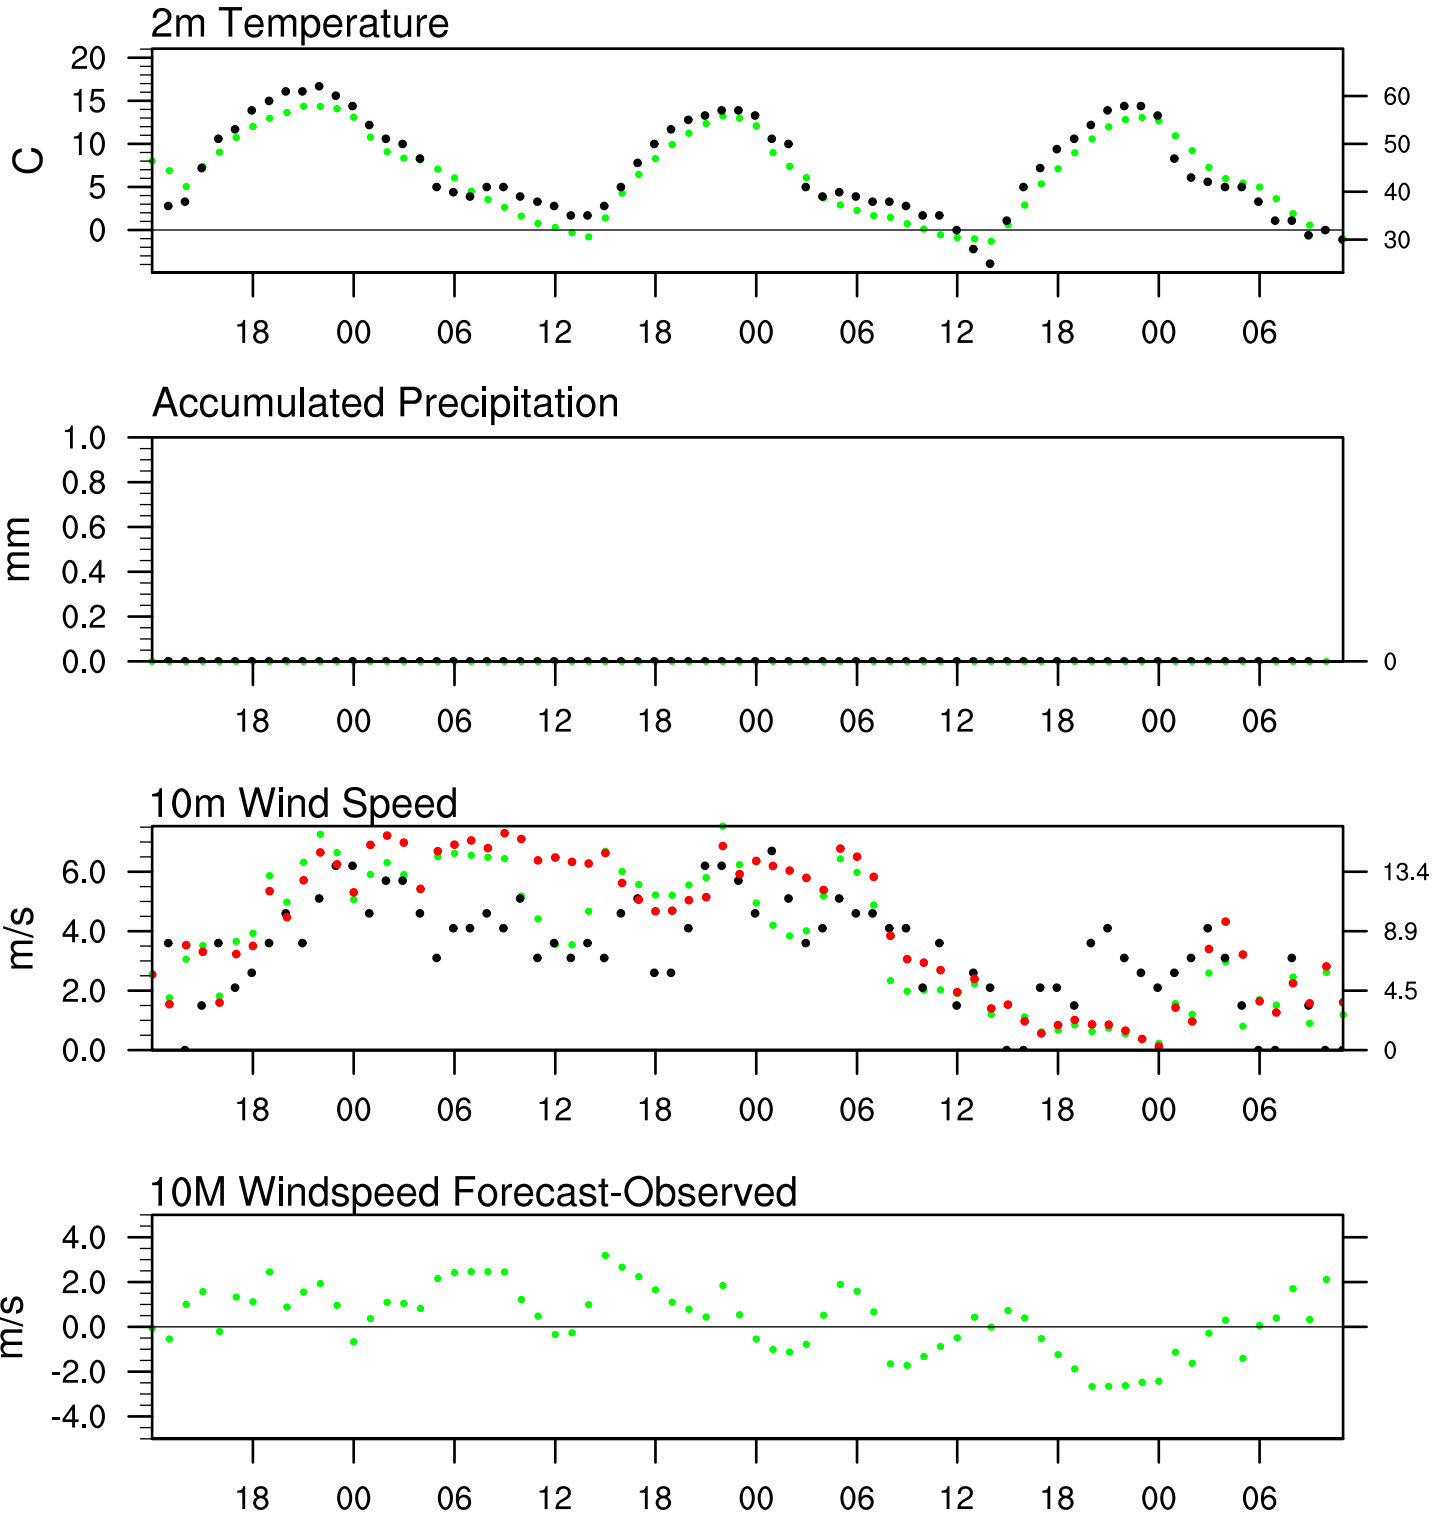 2m Temperature
20
15
10
5
0
C
60
50
40
30
18 00 06 12 18 00 06 12 18 00 06
Accumulated Precipitation
1.0
0.8
0.6
0.4
0.2
0.0
mm
0
18 00 06 12 18 00 06 12 18 00 06
10m Wind Speed
6.0
4.0
2.0
0.0
m/s
13.4
8.9
4.5
0
18 00 06 12 18 00 06 12 18 00 06
10M Windspeed Forecast-Observed
4.0
2.0
0.0
-2.0
-4.0
m/s
18 00 06 12 18 00 06 12 18 00 06